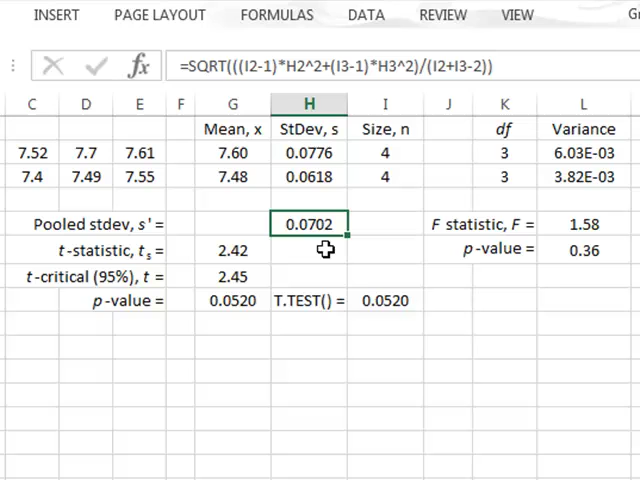 INSERT PAGE LAYOUT FORMULAS DATA REVIEW VIEW
fx =SQRT(((I2-1)*H2^2+(I3-1)*H3^2)/(I2+I3-2))
C D E F G H I J K L
Mean, x StDev, s Size, n df Variance
7.52 7.7 7.61 7.60 0.0776 4 3 6.03E-03
7.4 7.49 7.55 7.48 0.0618 4 3 3.82E-03
Pooled stdev, s' = 0.0702 F statistic, F = 1.58
t-statistic, ts = 2.42 p-value = 0.36
t-critical (95%), t = 2.45
p-value = 0.0520 T.TEST() = 0.0520